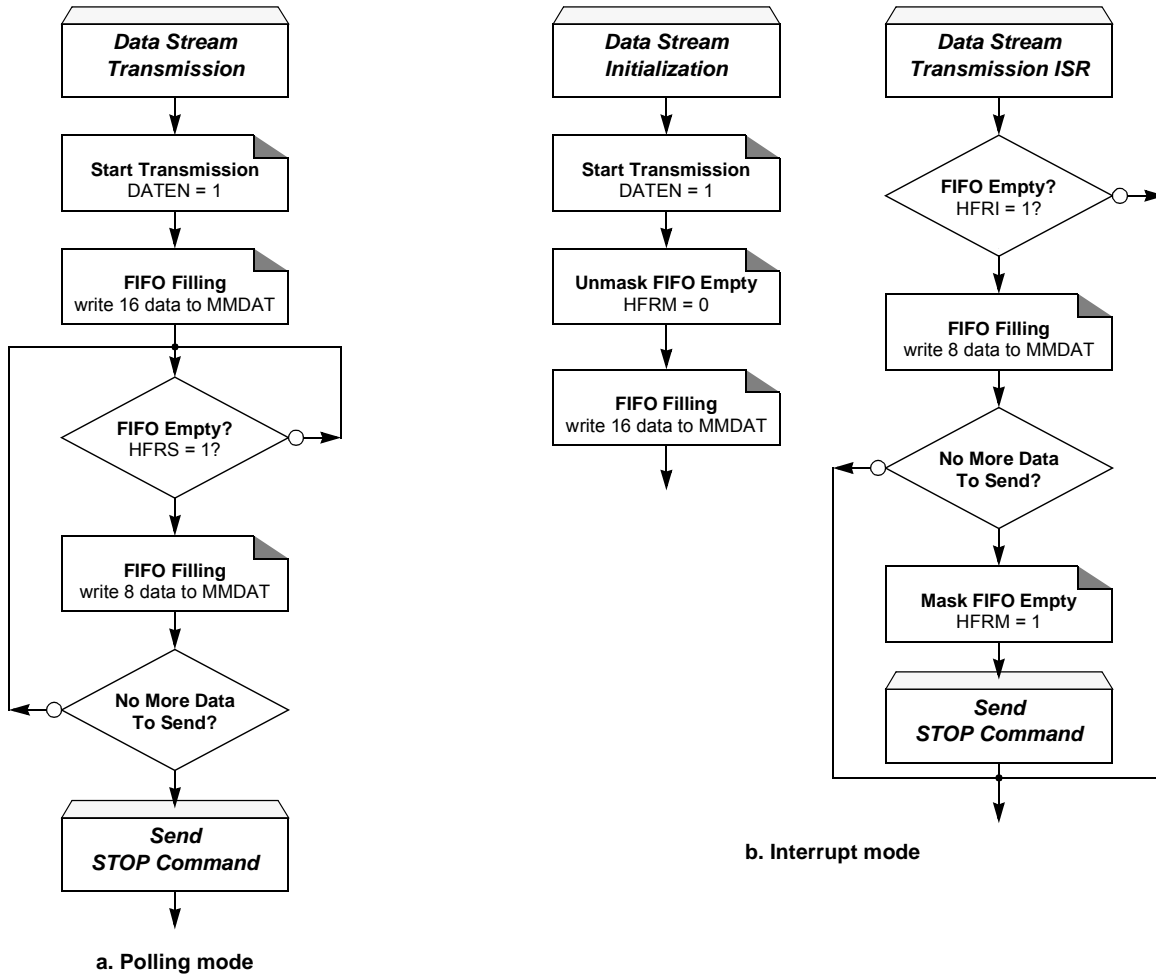 Data Stream
Transmission
Start Transmission
DATEN = 1
FIFO Filling
write 16 data to MMDAT
FIFO Empty?
HFRS = 1?
FIFO Filling
write 8 data to MMDAT
No More Data
To Send?
Send
STOP Command
a. Polling mode
Data Stream
Initialization
Start Transmission
DATEN = 1
Unmask FIFO Empty
HFRM = 0
FIFO Filling
write 16 data to MMDAT
Data Stream
Transmission ISR
FIFO Empty?
HFRI = 1?
FIFO Filling
write 8 data to MMDAT
No More Data
To Send?
Mask FIFO Empty
HFRM = 1
Send
STOP Command
b. Interrupt mode